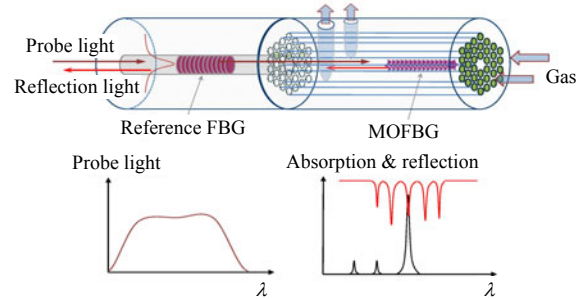 Probe light
Reflection light
Reference FBG
MOFBG
Gas
Probe light
λ
Absorption & reflection
λ